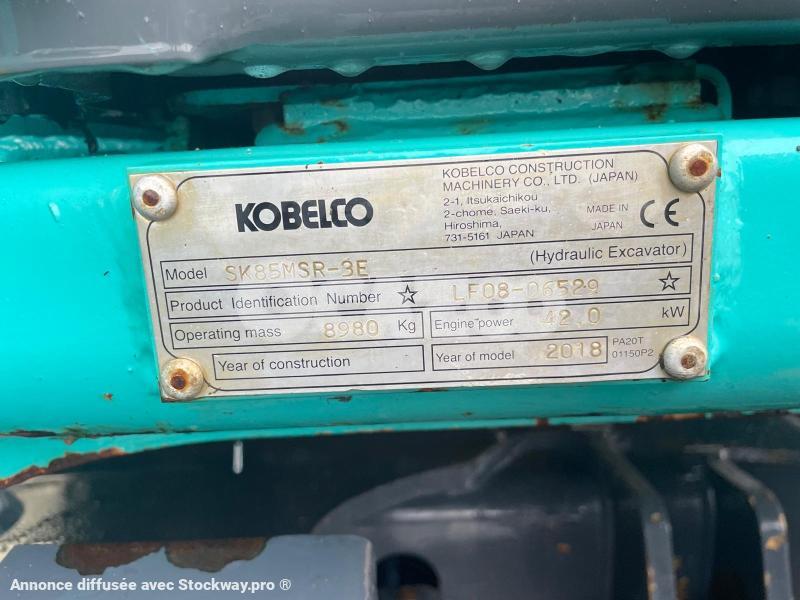 KOBELCO
KOBELCO CONSTRUCTION
MACHINERY CO., LTD. (JAPAN)
2-1, Itsukaichikou
2-chome, Saeki-ku,
Hiroshima,
731-5161 JAPAN
MADE IN
JAPAN
CE
Model SK85MSR-3E (Hydraulic Excavator)
Product Identification Number ☆ LF08-06529 ☆
Operating mass 8980 Kg
Engine power 42.0 kW
Year of construction
Year of model 2018
PA20T
01150P2
Annonce diffusée avec Stockway.pro ®